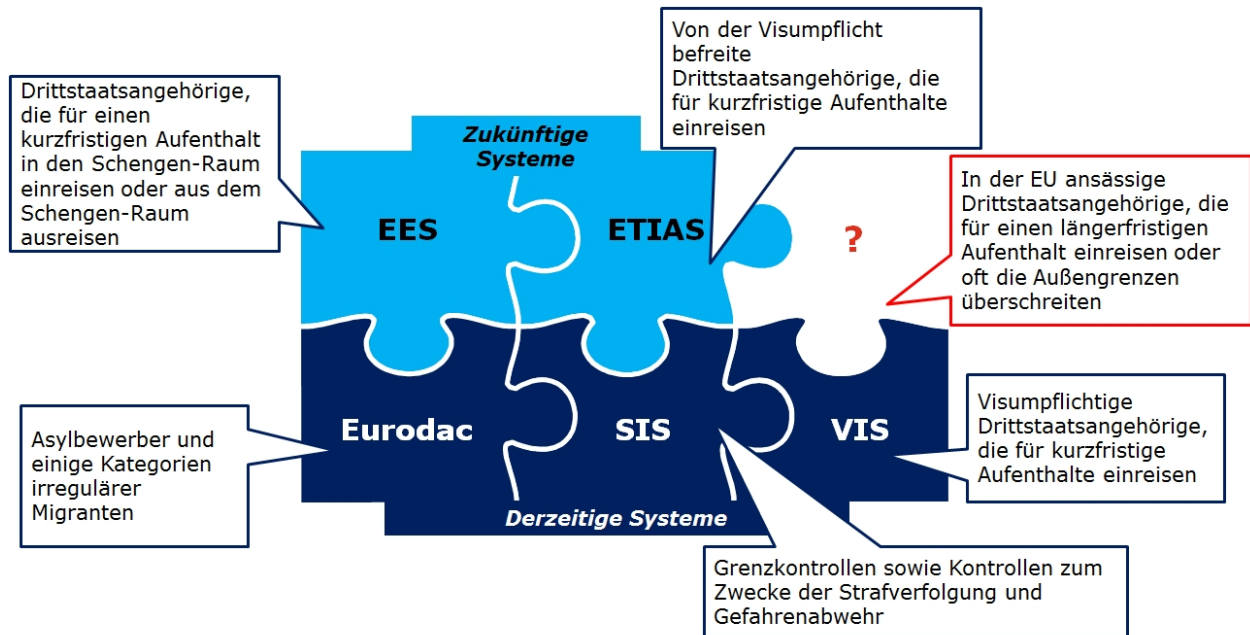 Von der Visumpflicht
befreite
Drittstaatsangehörige, die
für kurzfristige Aufenthalte
einreisen
Drittstaatsangehörige,
die für einen
kurzfristigen Aufenthalt
in den Schengen-Raum
einreisen oder aus dem
Schengen-Raum
ausreisen
Zukünftige
Systeme
EES
ETIAS
?
In der EU ansässige
Drittstaatsangehörige, die
für einen längerfristigen
Aufenthalt einreisen oder
oft die Außengrenzen
überschreiten
Asylbewerber und
einige Kategorien
irregulärer
Migranten
Eurodac
SIS
VIS
Visumpflichtige
Drittstaatsangehörige,
die für kurzfristige
Aufenthalte einreisen
Derzeitige Systeme
Grenzkontrollen sowie Kontrollen zum
Zwecke der Strafverfolgung und
Gefahrenabwehr